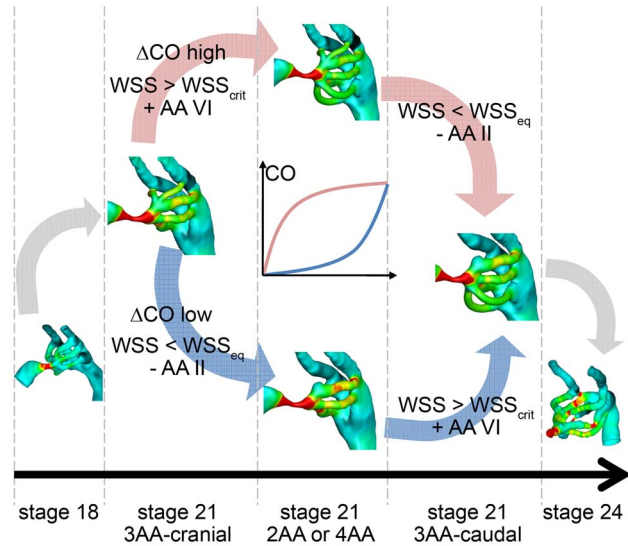 ΔCO high
WSS > WSScrit
+ AA VI
WSS < WSSeq
- AA II
CO
ΔCO low
WSS < WSSeq
- AA II
WSS > WSScrit
+ AA VI
stage 18
stage 21
3AA-cranial
stage 21
2AA or 4AA
stage 21
3AA-caudal
stage 24